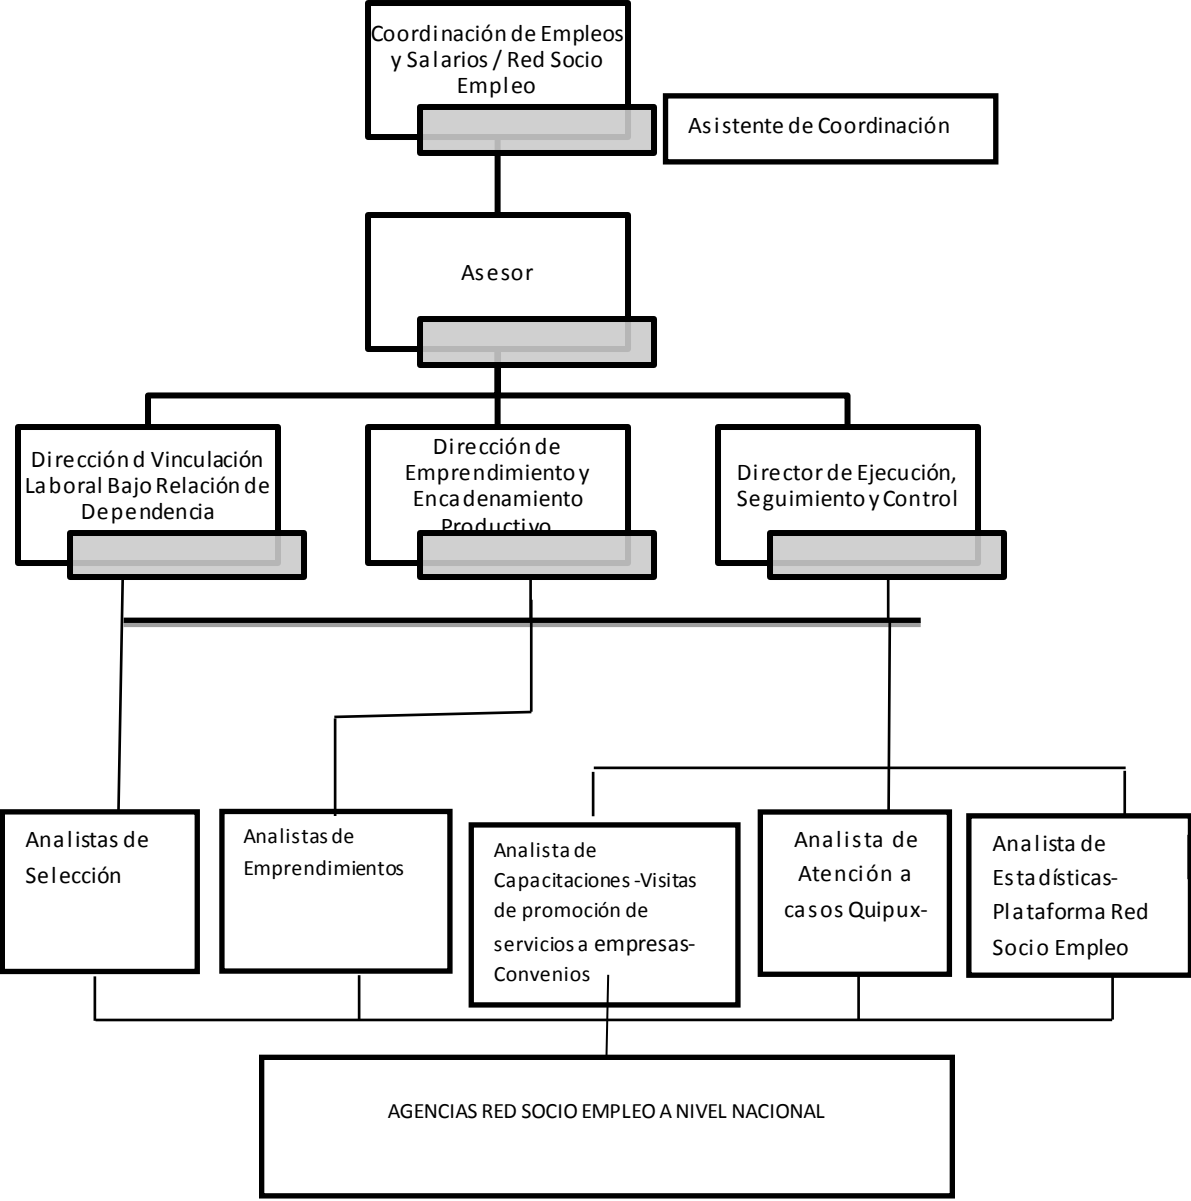 Coordinación de Empleos
y Salarios / Red Socio
Empleo
Asistente de Coordinación
Asesor
Dirección d Vinculación
Laboral Bajo Relación de
Dependencia
Dirección de
Emprendimiento y
Encadenamiento
Productivo
Director de Ejecución,
Seguimiento y Control
Analistas de
Selección
Analistas de
Emprendimientos
Analista de
Capacitaciones -Visitas
de promoción de
servicios a empresas-
Convenios
Analista de
Atención a
casos Quipux-
Analista de
Estadísticas-
Plataforma Red
Socio Empleo
AGENCIAS RED SOCIO EMPLEO A NIVEL NACIONAL